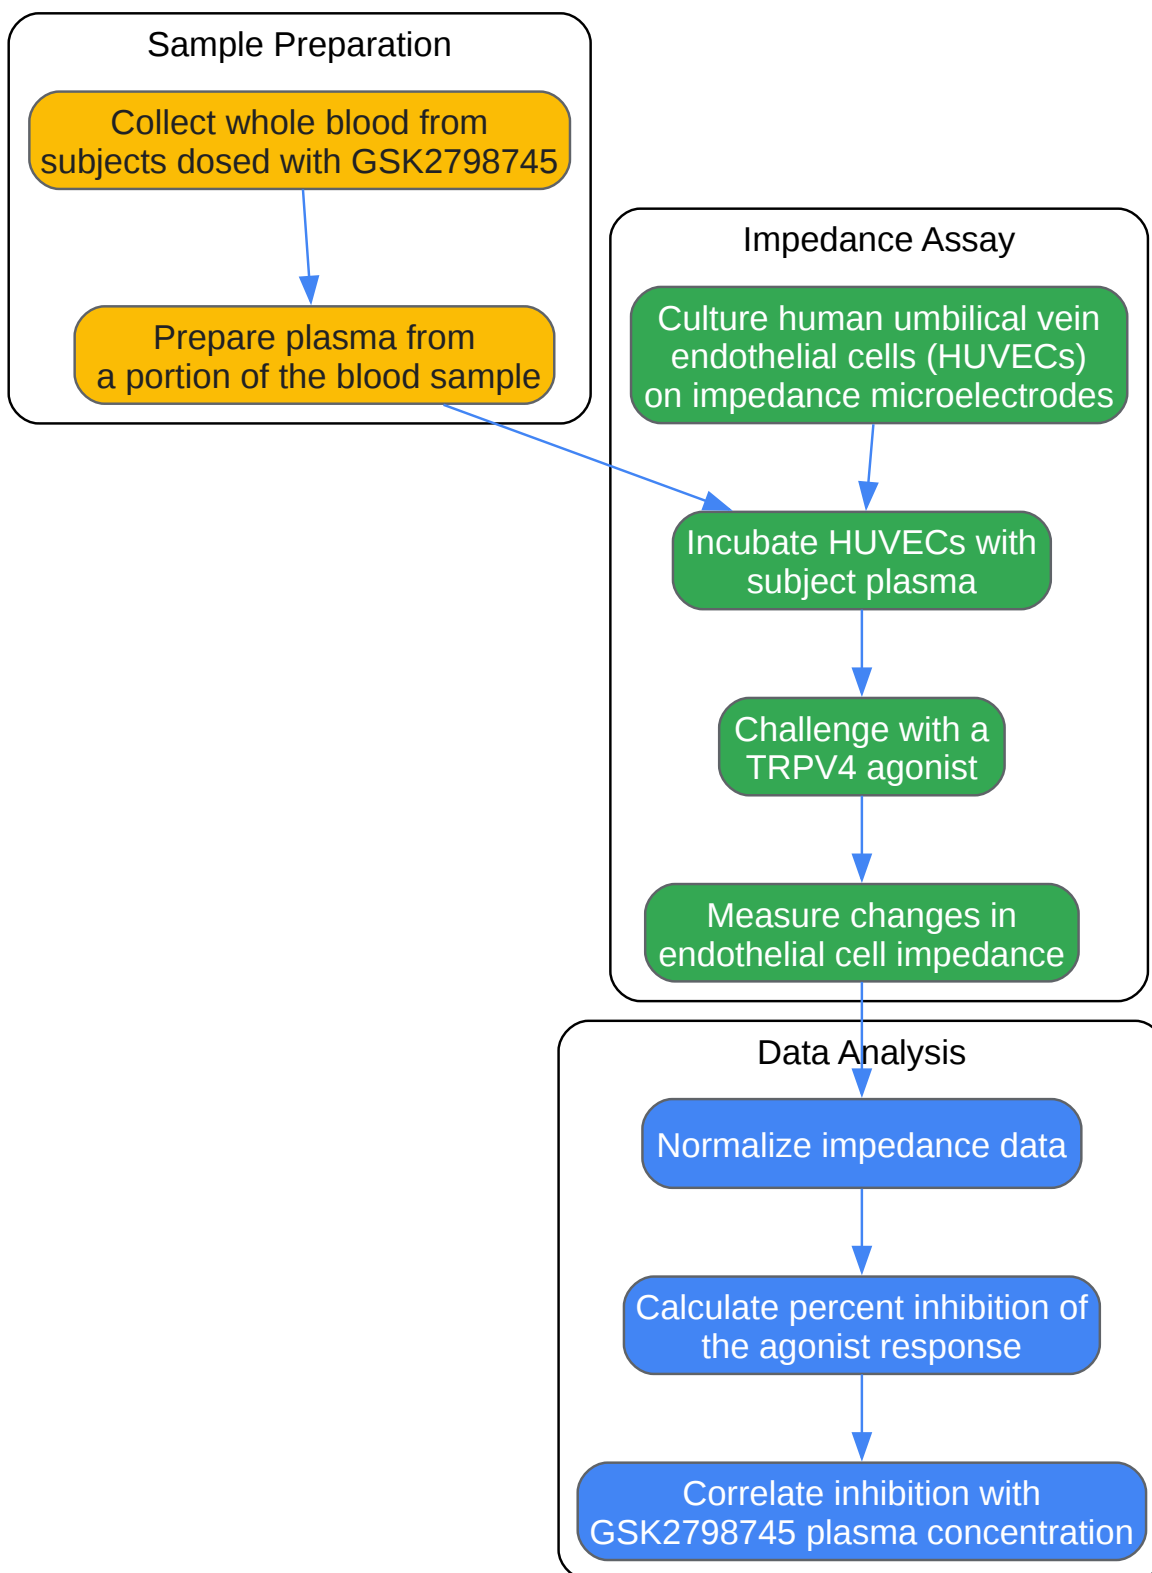 Sample Preparation
Collect whole blood from
subjects dosed with GSK2798745
Prepare plasma from
a portion of the blood sample
Impedance Assay
Culture human umbilical vein
endothelial cells (HUVECs)
on impedance microelectrodes
Incubate HUVECs with
subject plasma
Challenge with a
TRPV4 agonist
Measure changes in
endothelial cell impedance
Data Analysis
Normalize impedance data
Calculate percent inhibition of
the agonist response
Correlate inhibition with
GSK2798745 plasma concentration